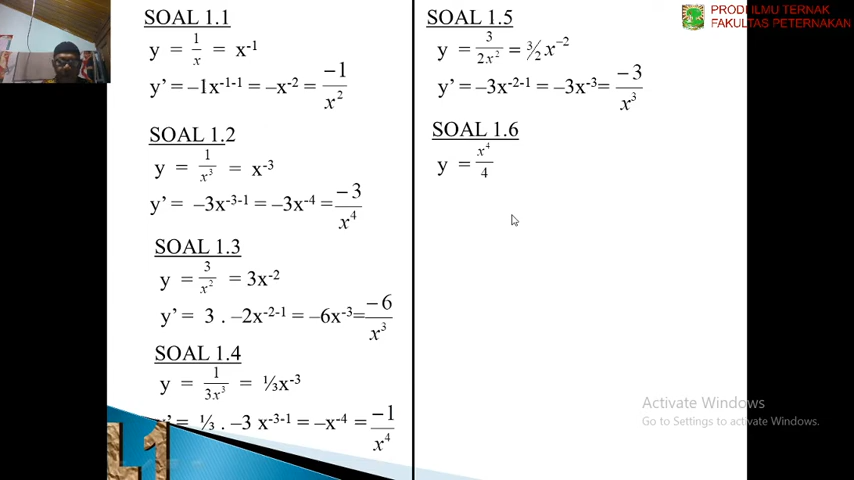 SOAL 1.1
y = 1/x = x⁻¹
y’ = –1x⁻¹⁻¹ = –x⁻² = –1/x²
SOAL 1.2
y = 1/x³ = x⁻³
y’ = –3x⁻³⁻¹ = –3x⁻⁴ = –3/x⁴
SOAL 1.3
y = 3/x² = 3x⁻²
y’ = 3 . –2x⁻²⁻¹ = –6x⁻³= –6/x³
SOAL 1.4
y = 1/3x³ = ⅓x⁻³
’ = ⅓ . –3 x⁻³⁻¹ = –x⁻⁴ = –1/x⁴
SOAL 1.5
y = 3/2x² = 3/2 x⁻²
y’ = –3x⁻²⁻¹ = –3x⁻³= –3/x³
SOAL 1.6
y = x⁴/4
PRODI ILMU TERNAK
FAKULTAS PETERNAKAN
Activate Windows
Go to Settings to activate Windows.